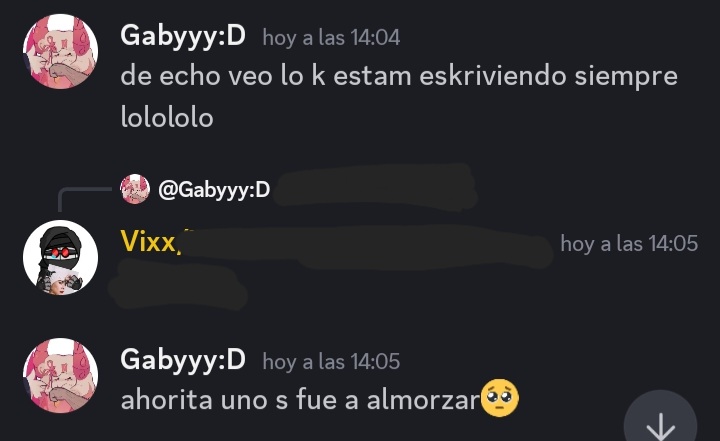 Gabyyy:D hoy a las 14:04
de echo veo lo k estam eskriviendo siempre
lolololo
@Gabyyy:D
Vixx hoy a las 14:05
Gabyyy:D hoy a las 14:05
ahorita uno s fue a almorzar🥺